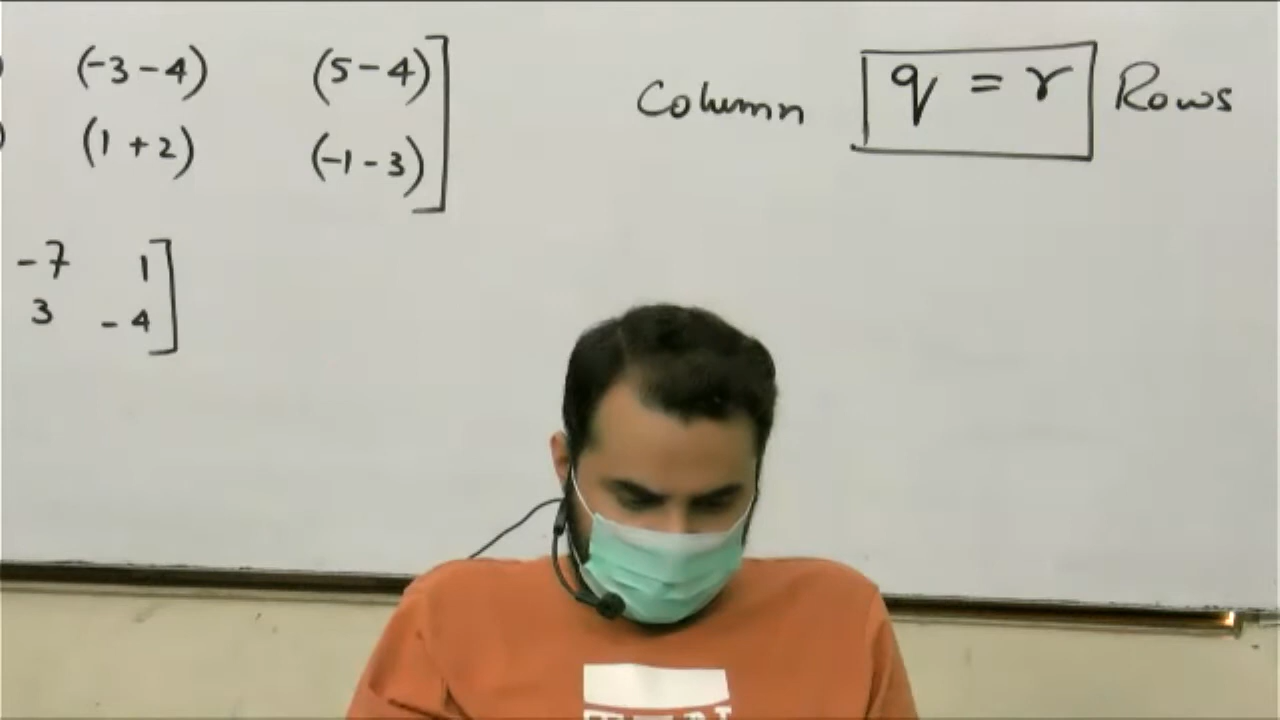 (-3 - 4) (5 - 4)
(1 + 2) (-1 - 3)
-7 1
3 -4
Column q = r Rows